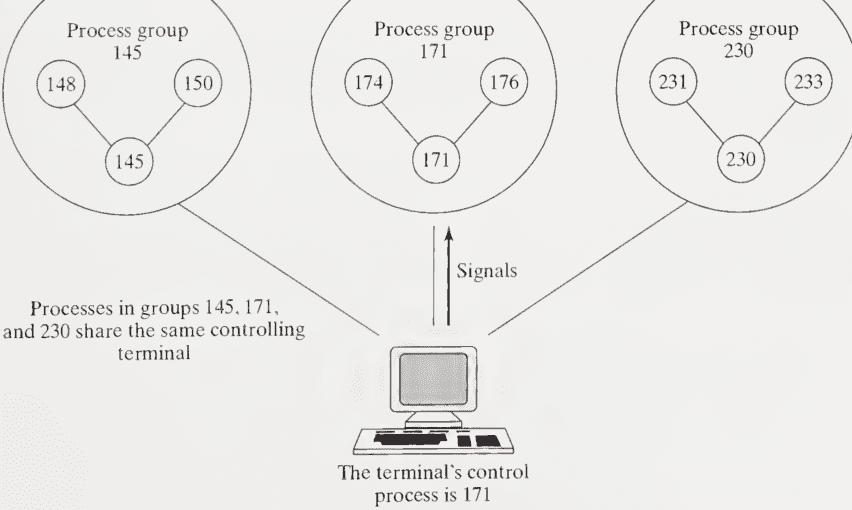 Process group
145
148
150
145
Process group
171
174
176
171
Process group
230
231
233
230
Signals
Processes in groups 145, 171,
and 230 share the same controlling
terminal
The terminal's control
process is 171